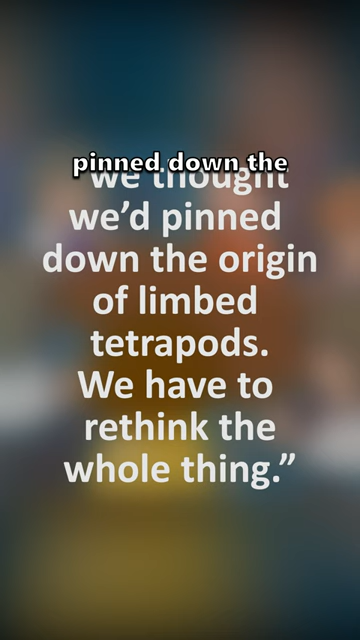 pinned down the
"we thought
we'd pinned
down the origin
of limbed
tetrapods.
We have to
rethink the
whole thing.”